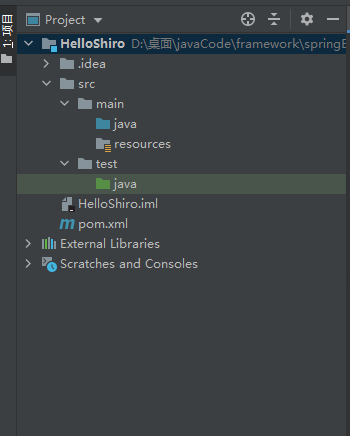 1: 项目
Project
HelloShiro D:\桌面\javaCode\framework\spring
.idea
src
main
java
resources
test
java
HelloShiro.iml
pom.xml
External Libraries
Scratches and Consoles